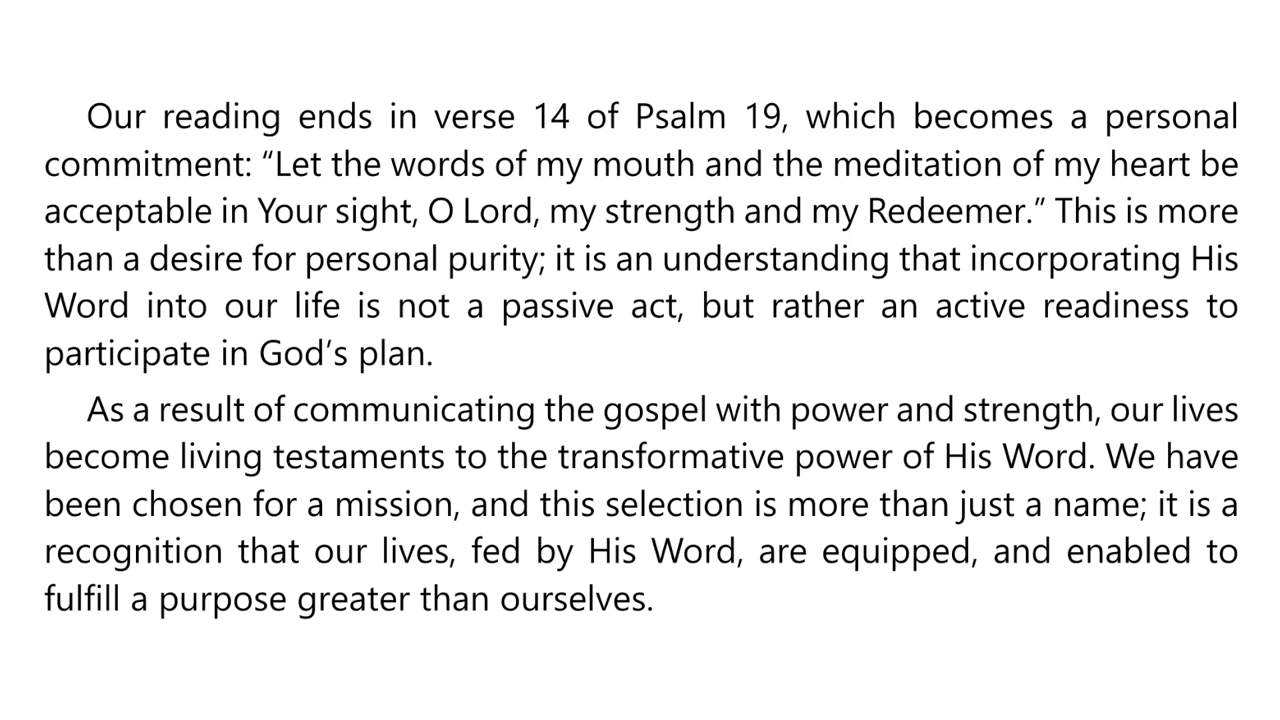 Our reading ends in verse 14 of Psalm 19, which becomes a personal
commitment: “Let the words of my mouth and the meditation of my heart be
acceptable in Your sight, O Lord, my strength and my Redeemer.” This is more
than a desire for personal purity; it is an understanding that incorporating His
Word into our life is not a passive act, but rather an active readiness to
participate in God’s plan.
As a result of communicating the gospel with power and strength, our lives
become living testaments to the transformative power of His Word. We have
been chosen for a mission, and this selection is more than just a name; it is a
recognition that our lives, fed by His Word, are equipped, and enabled to
fulfill a purpose greater than ourselves.